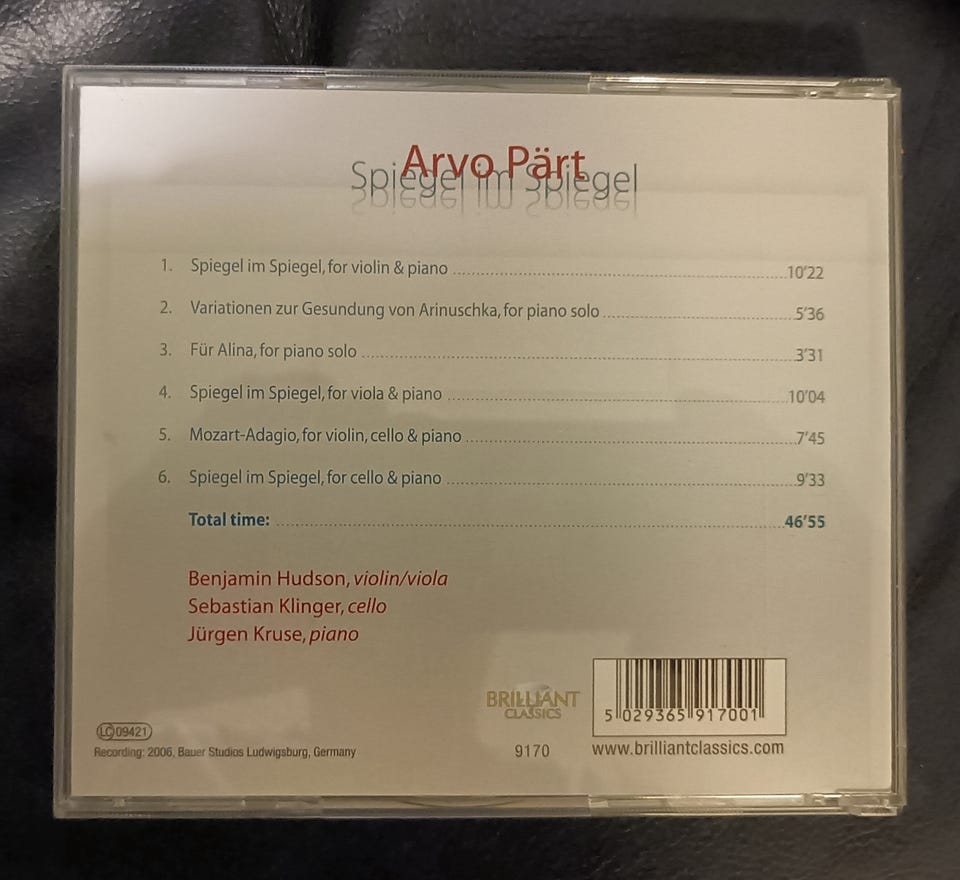 Arvo Pärt
Spiegel im Spiegel
1. Spiegel im Spiegel, for violin & piano 10'22
2. Variationen zur Gesundung von Arinuschka, for piano solo 5'36
3. Für Alina, for piano solo 3'31
4. Spiegel im Spiegel, for viola & piano 10'04
5. Mozart-Adagio, for violin, cello & piano 7'45
6. Spiegel im Spiegel, for cello & piano 9'33
Total time: 46'55
Benjamin Hudson, violin/viola
Sebastian Klinger, cello
Jürgen Kruse, piano
BRILLIANT
CLASSICS
5 029365 917001
LC 09421
Recording: 2006, Bauer Studios Ludwigsburg, Germany
9170
www.brilliantclassics.com